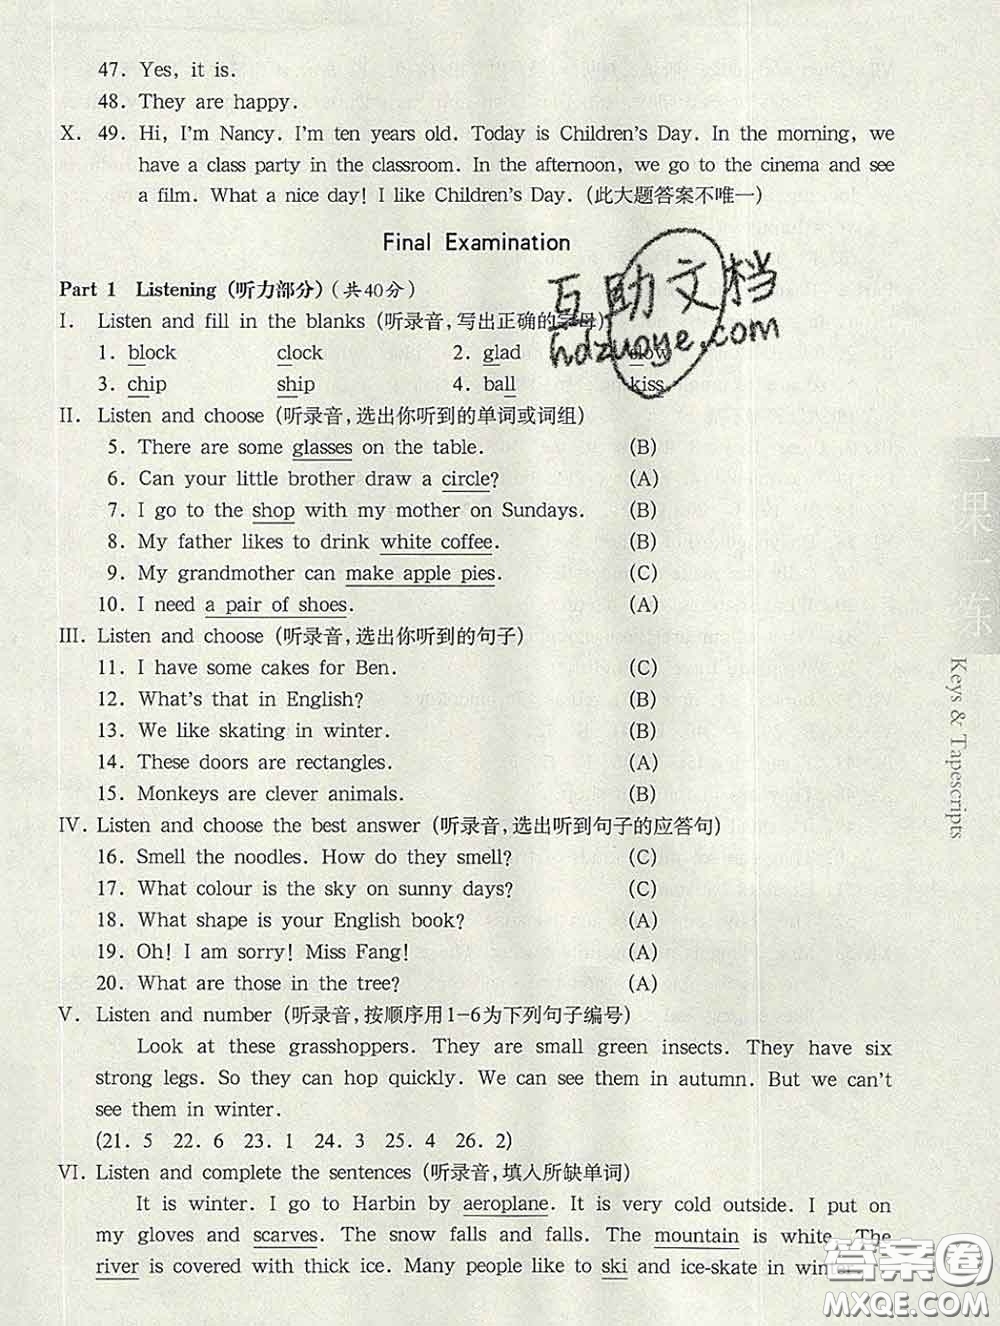 47. Yes, it is.
48. They are happy.
X. 49. Hi, I'm Nancy. I'm ten years old. Today is Children's Day. In the morning, we
have a class party in the classroom. In the afternoon, we go to the cinema and see
a film. What a nice day! I like Children's Day. (此大题答案不唯一)
Final Examination
Part 1 Listening (听力部分) (共40分)
I. Listen and fill in the blanks (听录音,写出正确的字母)
1. block clock 2. glad slow
3. chip ship 4. ball kiss
II. Listen and choose (听录音,选出你听到的单词或词组)
5. There are some glasses on the table. (B)
6. Can your little brother draw a circle? (A)
7. I go to the shop with my mother on Sundays. (B)
8. My father likes to drink white coffee. (B)
9. My grandmother can make apple pies. (C)
10. I need a pair of shoes. (A)
III. Listen and choose (听录音,选出你听到的句子)
11. I have some cakes for Ben. (C)
12. What's that in English? (B)
13. We like skating in winter. (B)
14. These doors are rectangles. (A)
15. Monkeys are clever animals. (B)
IV. Listen and choose the best answer (听录音,选出听到句子的应答句)
16. Smell the noodles. How do they smell? (C)
17. What colour is the sky on sunny days? (C)
18. What shape is your English book? (A)
19. Oh! I am sorry! Miss Fang! (A)
20. What are those in the tree? (A)
V. Listen and number (听录音,按顺序用1-6为下列句子编号)
Look at these grasshoppers. They are small green insects. They have six
strong legs. So they can hop quickly. We can see them in autumn. But we can't
see them in winter.
(21. 5 22. 6 23. 1 24. 3 25. 4 26. 2)
VI. Listen and complete the sentences (听录音,填入所缺单词)
It is winter. I go to Harbin by aeroplane. It is very cold outside. I put on
my gloves and scarves. The snow falls and falls. The mountain is white. The
river is covered with thick ice. Many people like to ski and ice-skate in winter.
一课一练
Keys & Tapescripts
互助文档
hdzuoye.com
答案圈
MXQE.COM